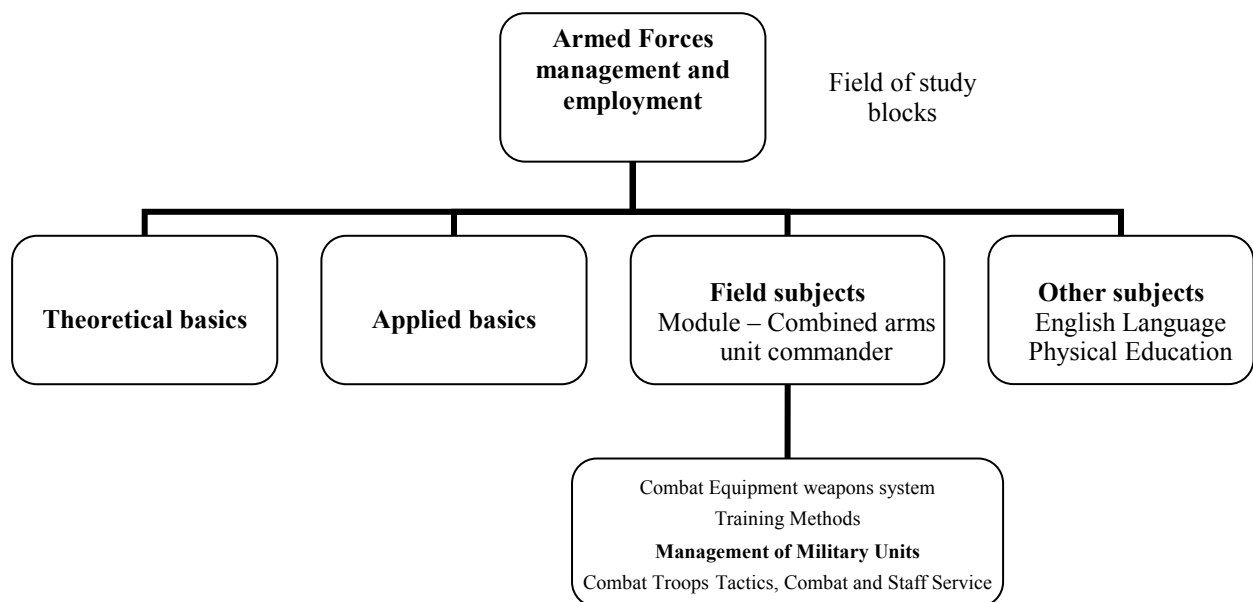 Armed Forces
management and
employment
Field of study
blocks
Theoretical basics
Applied basics
Field subjects
Module – Combined arms
unit commander
Other subjects
English Language
Physical Education
Combat Equipment weapons system
Training Methods
Management of Military Units
Combat Troops Tactics, Combat and Staff Service